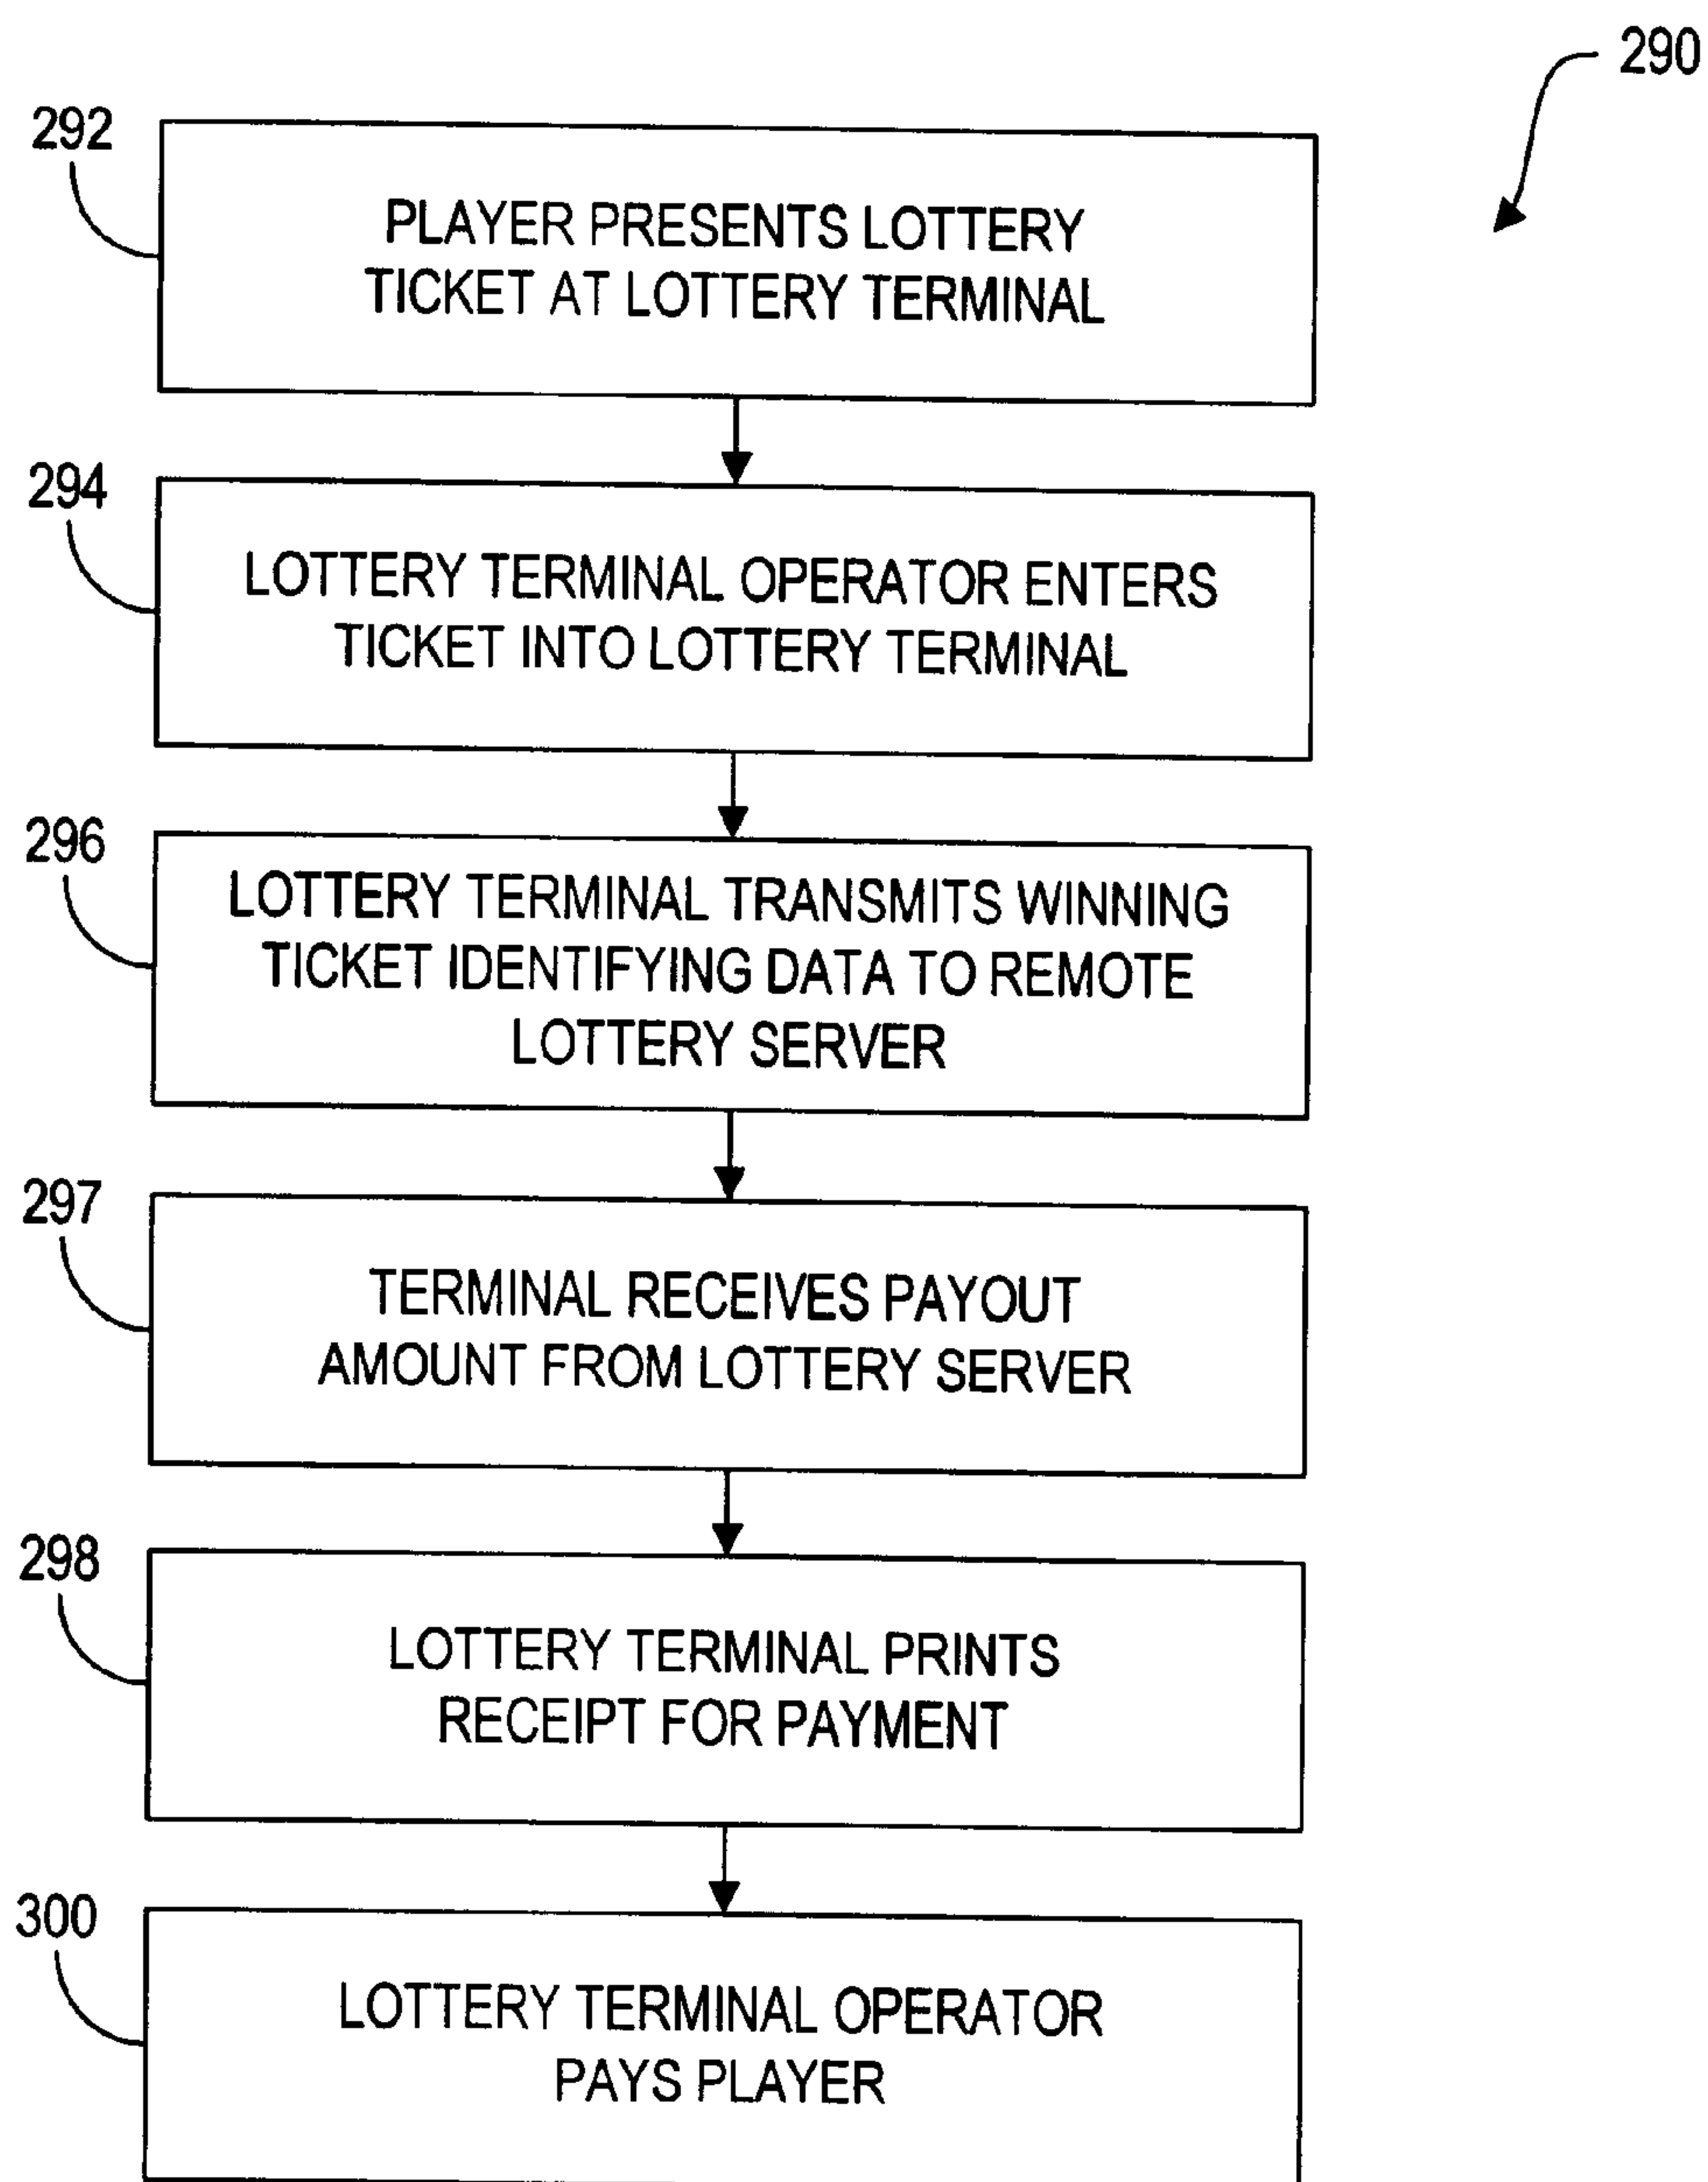 290
292
PLAYER PRESENTS LOTTERY
TICKET AT LOTTERY TERMINAL
294
LOTTERY TERMINAL OPERATOR ENTERS
TICKET INTO LOTTERY TERMINAL
296
LOTTERY TERMINAL TRANSMITS WINNING
TICKET IDENTIFYING DATA TO REMOTE
LOTTERY SERVER
297
TERMINAL RECEIVES PAYOUT
AMOUNT FROM LOTTERY SERVER
298
LOTTERY TERMINAL PRINTS
RECEIPT FOR PAYMENT
300
LOTTERY TERMINAL OPERATOR
PAYS PLAYER